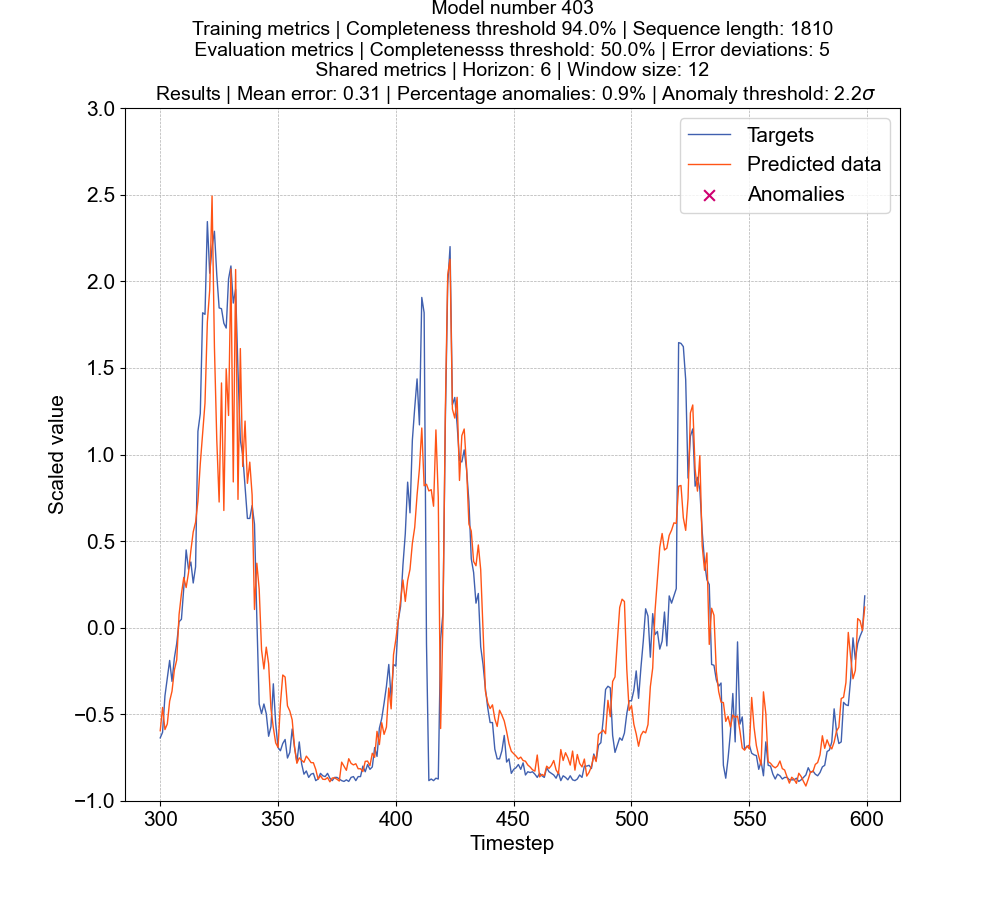 Model number 403
Training metrics | Completeness threshold 94.0% | Sequence length: 1810
Evaluation metrics | Completenesss threshold: 50.0% | Error deviations: 5
Shared metrics | Horizon: 6 | Window size: 12
Results | Mean error: 0.31 | Percentage anomalies: 0.9% | Anomaly threshold: 2.2σ
Targets
Predicted data
Anomalies
3.0
2.5
2.0
1.5
1.0
0.5
0.0
−0.5
−1.0
Scaled value
300 350 400 450 500 550 600
Timestep